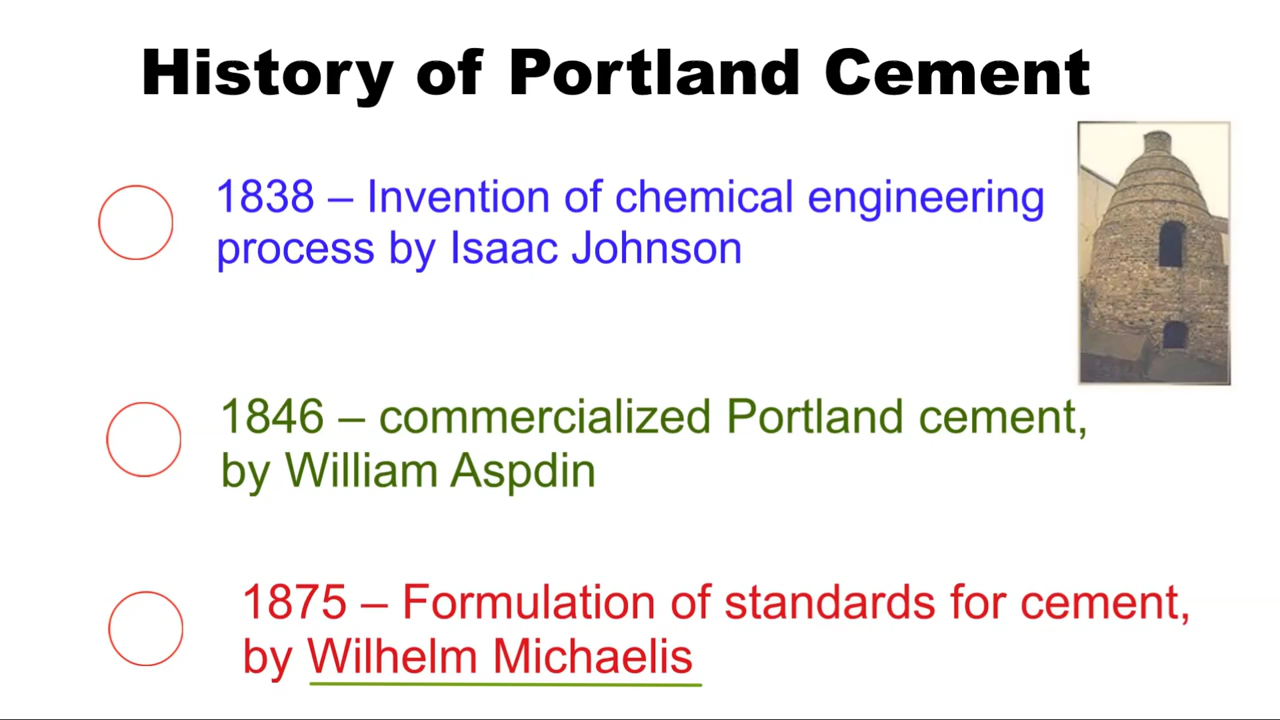 History of Portland Cement
1838 – Invention of chemical engineering
process by Isaac Johnson
1846 – commercialized Portland cement,
by William Aspdin
1875 – Formulation of standards for cement,
by Wilhelm Michaelis